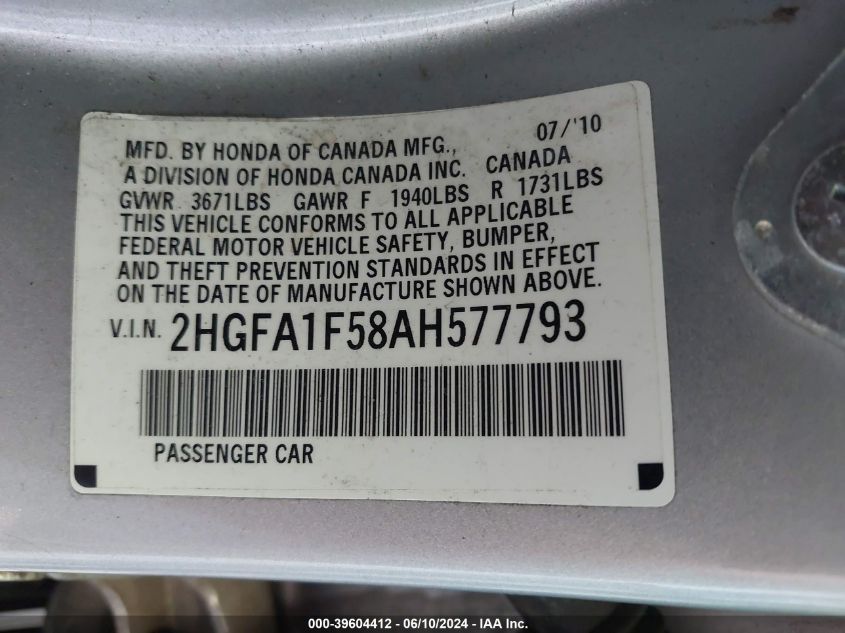 07/'10
MFD. BY HONDA OF CANADA MFG.,
A DIVISION OF HONDA CANADA INC. CANADA
GVWR 3671LBS GAWR F 1940LBS R 1731LBS
THIS VEHICLE CONFORMS TO ALL APPLICABLE
FEDERAL MOTOR VEHICLE SAFETY, BUMPER,
AND THEFT PREVENTION STANDARDS IN EFFECT
ON THE DATE OF MANUFACTURE SHOWN ABOVE.
V.I.N. 2HGFA1F58AH577793
PASSENGER CAR
000-39604412 - 06/10/2024 - IAA Inc.